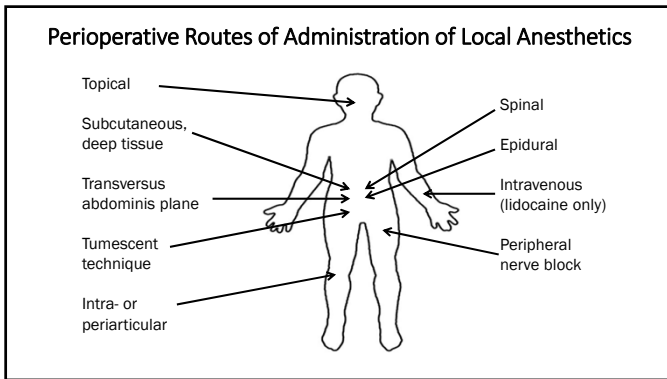 Perioperative Routes of Administration of Local Anesthetics
Topical
Subcutaneous,
deep tissue
Transversus
abdominis plane
Tumescent
technique
Intra- or
periarticular
Spinal
Epidural
Intravenous
(lidocaine only)
Peripheral
nerve block